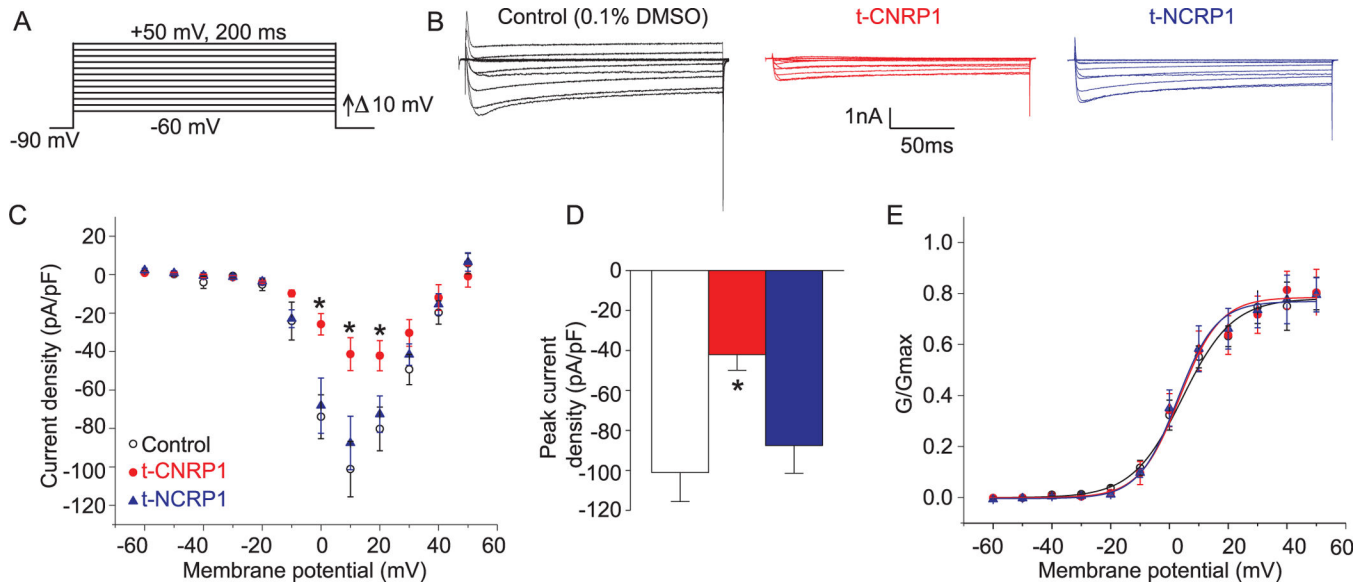 A
+50 mV, 200 ms
Δ 10 mV
-60 mV
-90 mV
B
Control (0.1% DMSO)
t-CNRP1
t-NCRP1
1nA
50ms
C
20
0
-20
-40
-60
-80
-100
-120
Current density (pA/pF)
* * *
Control
t-CNRP1
t-NCRP1
-60 -40 -20 0 20 40 60
Membrane potential (mV)
D
0
-20
-40
-60
-80
-100
-120
Peak current
density (pA/pF)
*
E
1.0
0.8
0.6
0.4
0.2
0.0
G/Gmax
-60 -40 -20 0 20 40 60
Membrane potential (mV)